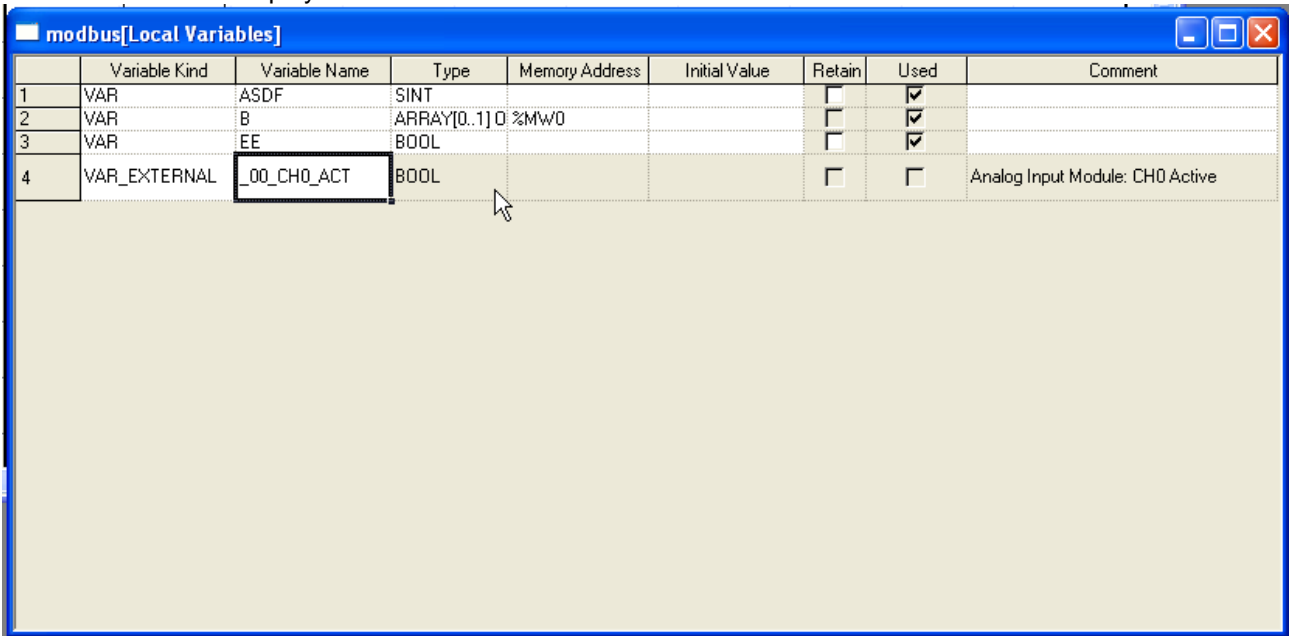 modbus[Local Variables]
Variable Kind Variable Name Type Memory Address Initial Value Retain Used Comment
1 VAR ASDF SINT
2 VAR B ARRAY[0..1] O %MW0
3 VAR EE BOOL
4 VAR_EXTERNAL _00_CH0_ACT BOOL Analog Input Module: CH0 Active